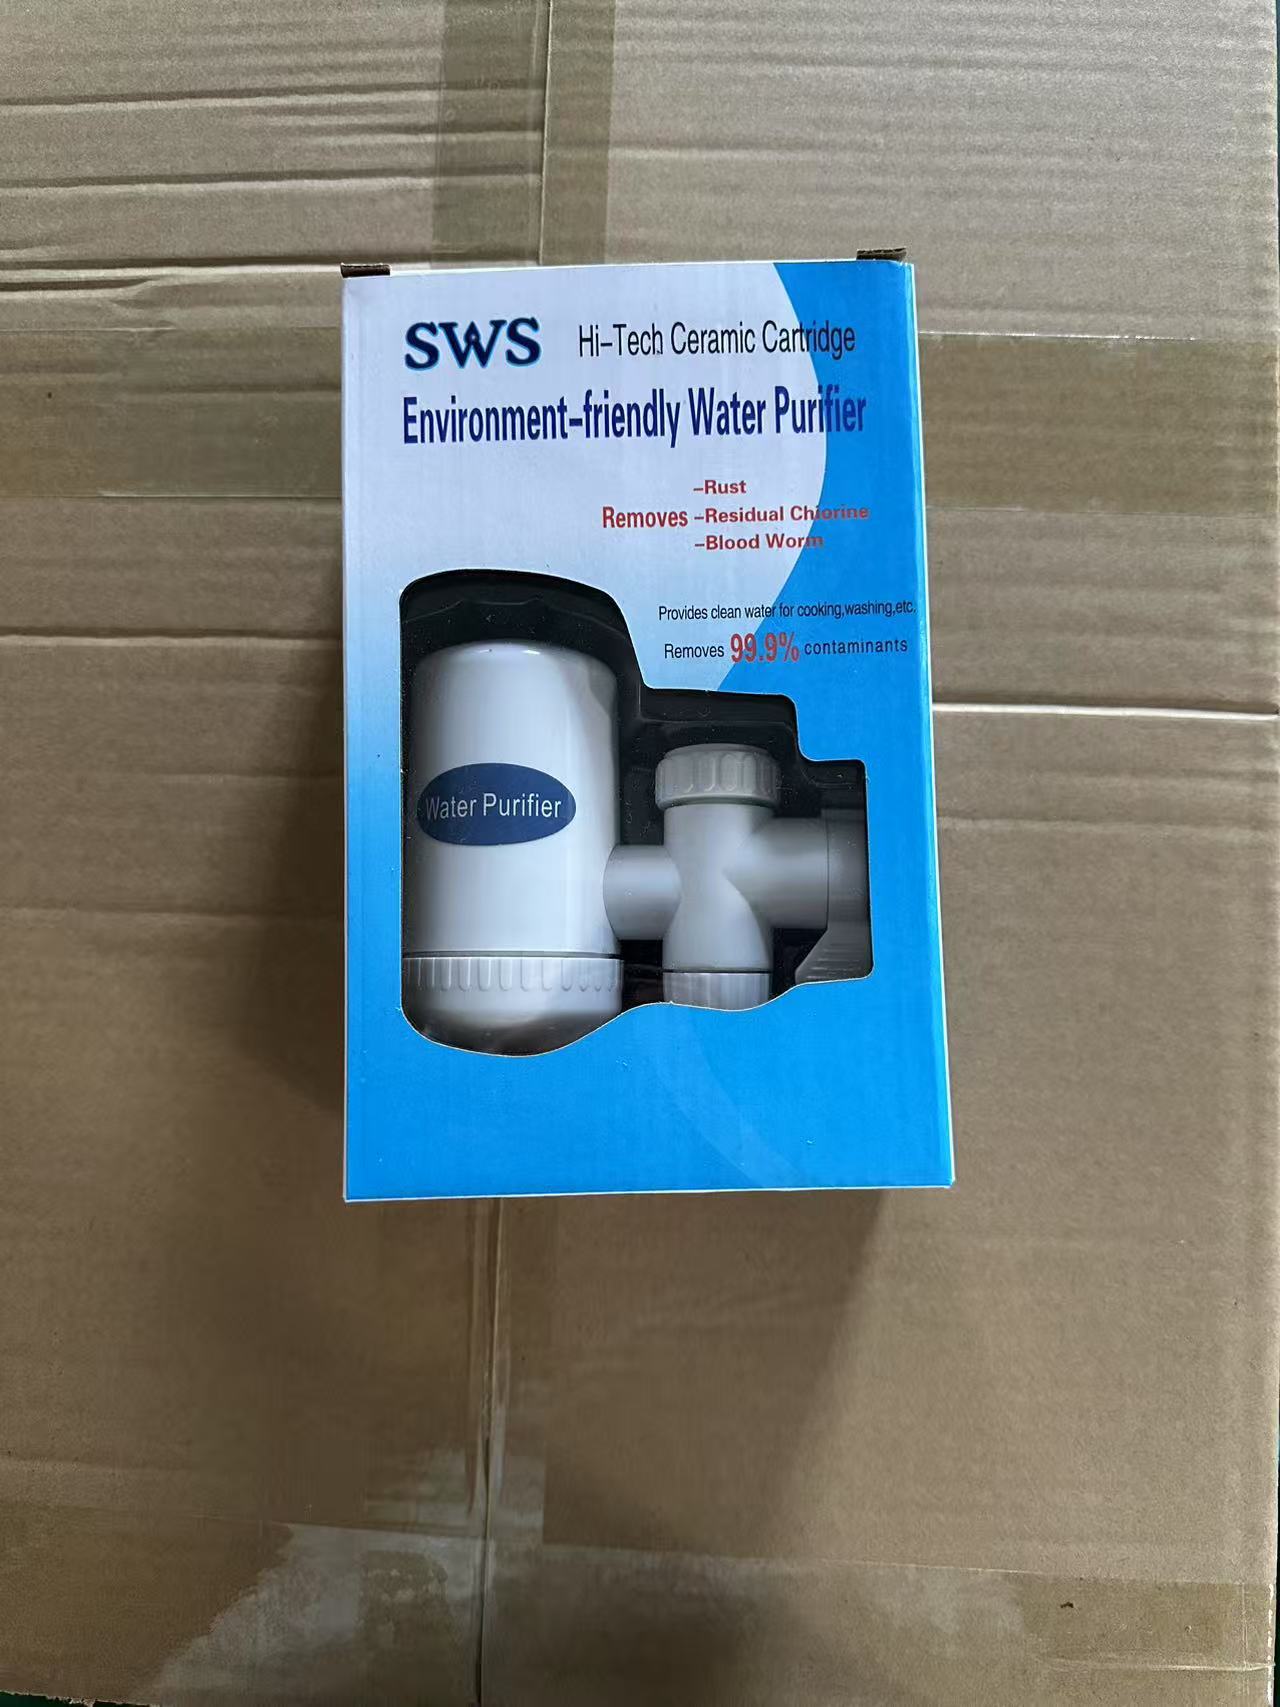 SWS Hi-Tech Ceramic Cartridge
Environment-friendly Water Purifier
-Rust
Removes -Residual Chiorine
-Blood Worm
Provides clean water for cooking,washing,etc.
Removes 99.9% contaminants
Water Purifier